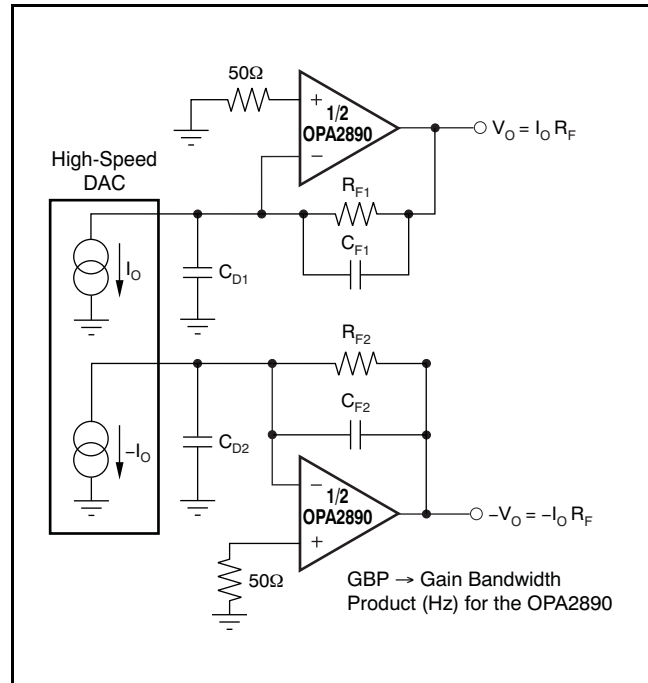 50Ω
+
1/2
OPA2890
−
V_O = I_O R_F
High-Speed
DAC
R_F1
C_F1
I_O
C_D1
R_F2
C_F2
−I_O
C_D2
−
1/2
OPA2890
+
−V_O = −I_O R_F
50Ω
GBP → Gain Bandwidth
Product (Hz) for the OPA2890